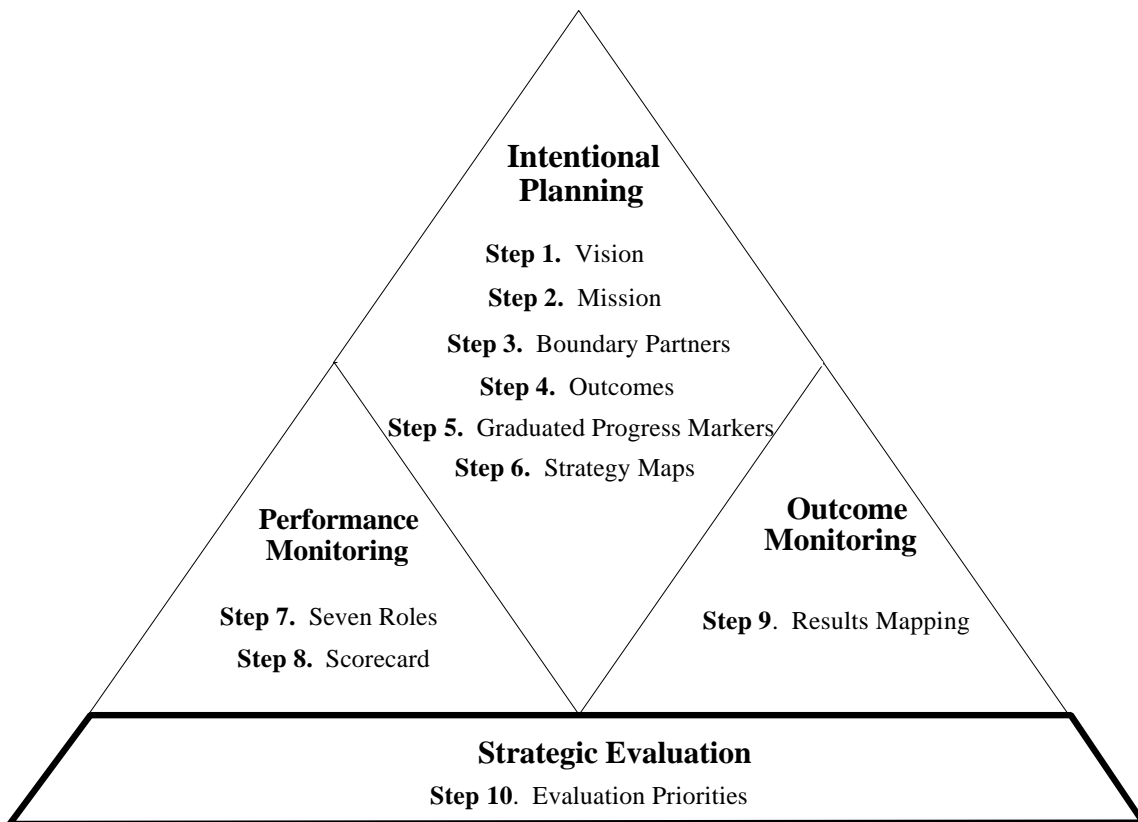 Intentional
Planning
Step 1. Vision
Step 2. Mission
Step 3. Boundary Partners
Step 4. Outcomes
Step 5. Graduated Progress Markers
Step 6. Strategy Maps
Performance
Monitoring
Step 7. Seven Roles
Step 8. Scorecard
Outcome
Monitoring
Step 9. Results Mapping
Strategic Evaluation
Step 10. Evaluation Priorities